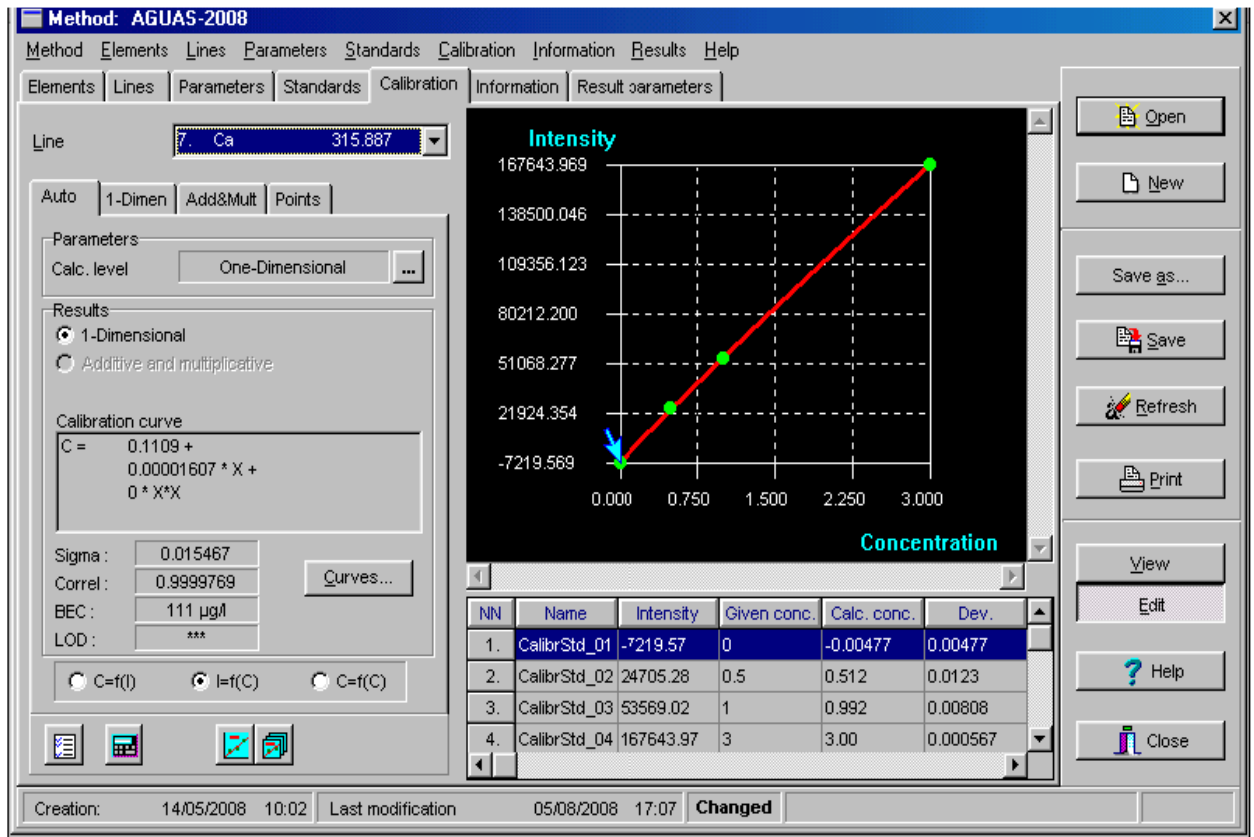 Method: AGUAS-2008
Method Elements Lines Parameters Standards Calibration Information Results Help
Elements Lines Parameters Standards Calibration Information Result parameters
Line 7. Ca 315.887
Auto 1-Dimen Add&Mult Points
Parameters
Calc. level One-Dimensional ...
Results
1-Dimensional
Additive and multiplicative
Calibration curve
C = 0.1109 +
0.00001607 * X +
0 * X*X
Sigma : 0.015467
Correl : 0.9999769
BEC : 111 µg/l
LOD : ***
Curves...
C=f(I) I=f(C) C=f(C)
Intensity
167643.969
138500.046
109356.123
80212.200
51068.277
21924.354
-7219.569
0.000 0.750 1.500 2.250 3.000
Concentration
NN Name Intensity Given conc. Calc. conc. Dev.
1. CalibrStd_01 -7219.57 0 -0.00477 0.00477
2. CalibrStd_02 24705.28 0.5 0.512 0.0123
3. CalibrStd_03 53569.02 1 0.992 0.00808
4. CalibrStd_04 167643.97 3 3.00 0.000567
Open
New
Save as...
Save
Refresh
Print
View
Edit
Help
Close
Creation: 14/05/2008 10:02 Last modification 05/08/2008 17:07 Changed